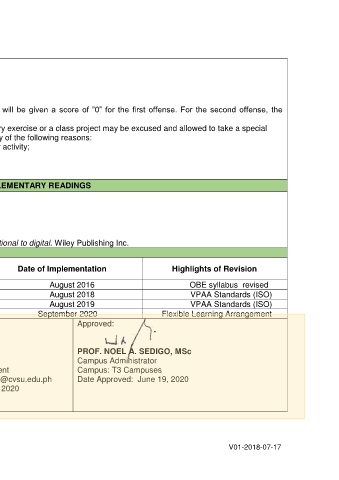 will be given a score of "0" for the first offense. For the second offense, the
ry exercise or a class project may be excused and allowed to take a special
y of the following reasons:
activity;
LEMENTARY READINGS
tional to digital. Wiley Publishing Inc.
Date of Implementation Highlights of Revision
August 2016 OBE syllabus revised
August 2018 VPAA Standards (ISO)
August 2019 VPAA Standards (ISO)
September 2020 Flexible Learning Arrangement
Approved:
PROF. NOEL A. SEDIGO, MSc
ent Campus Administrator
@cvsu.edu.ph Campus: T3 Campuses
2020 Date Approved: June 19, 2020
V01-2018-07-17